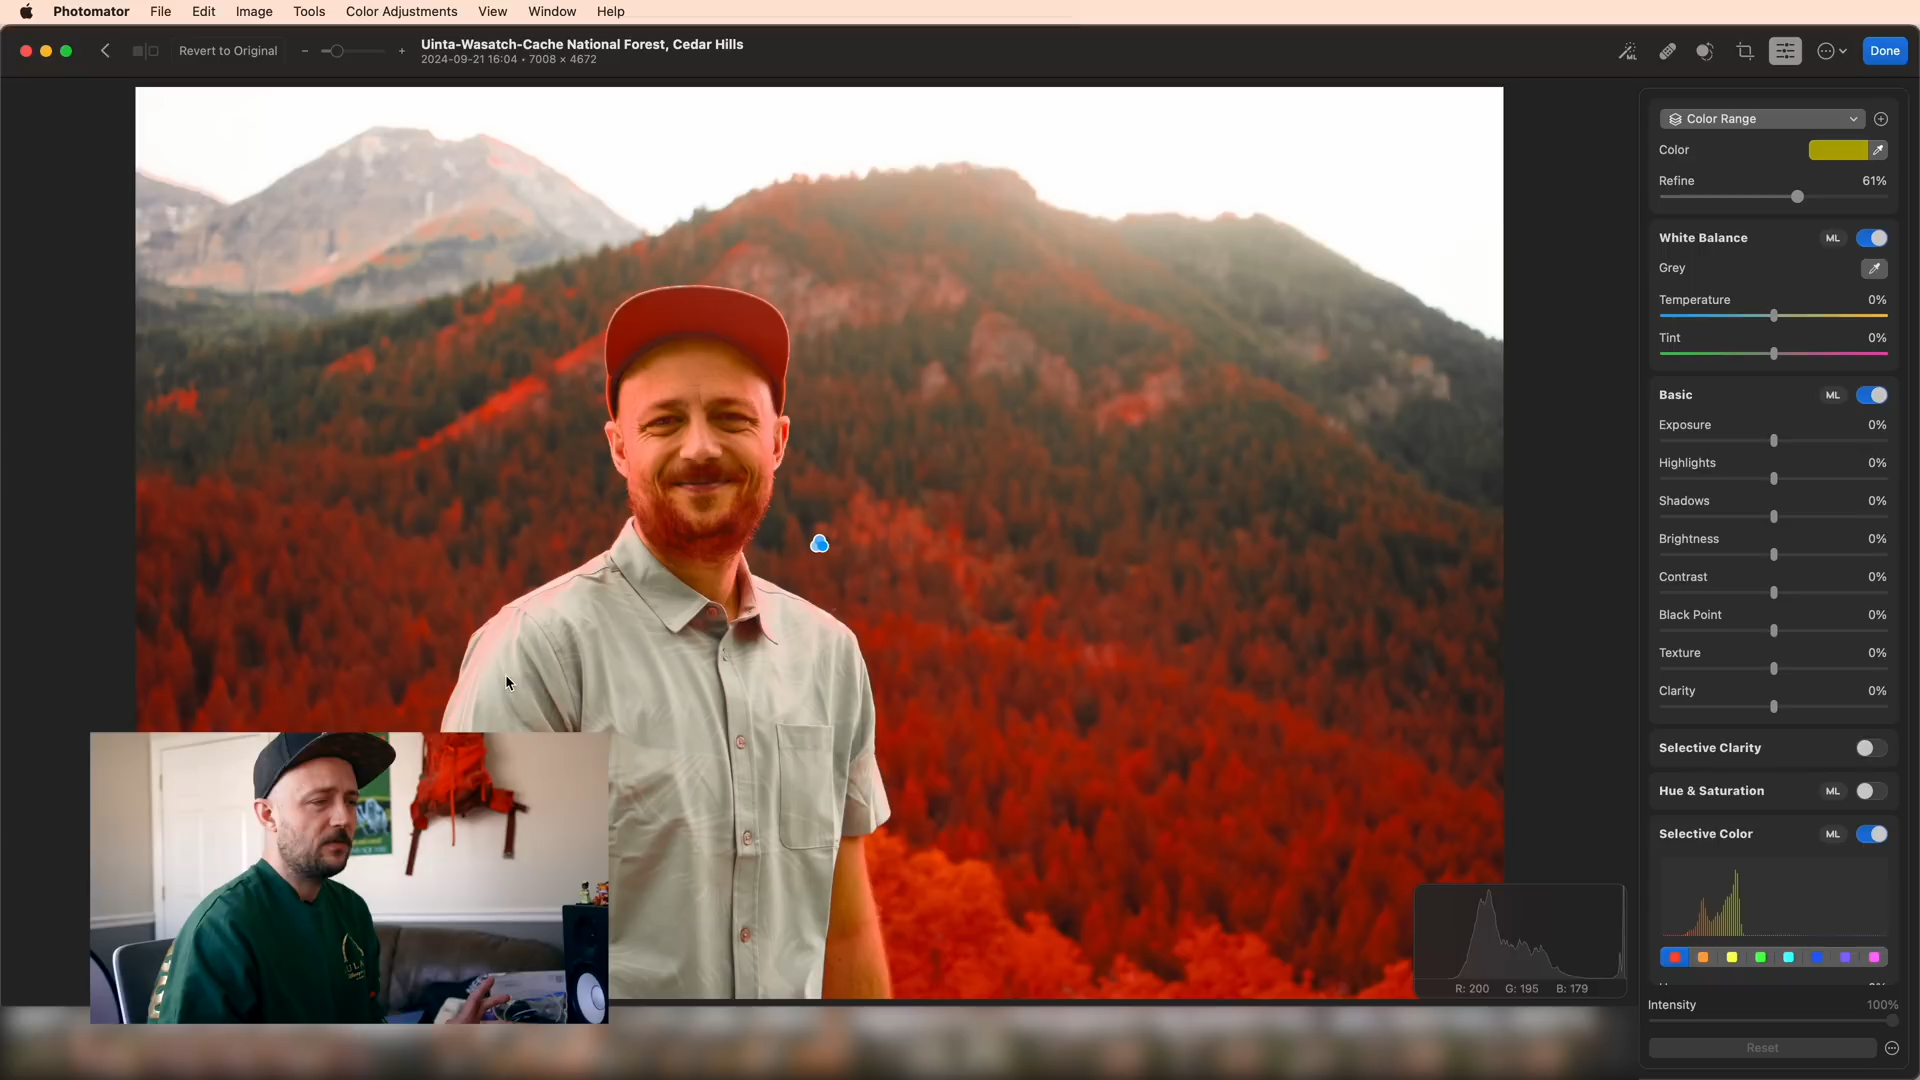 Photomator File Edit Image Tools Color Adjustments View Window Help
Revert to Original
Uinta-Wasatch-Cache National Forest, Cedar Hills
2024-09-21 16:04 • 7008 × 4672
ML
Done
Color Range
Color
Refine 61%
White Balance ML
Grey
Temperature 0%
Tint 0%
Basic ML
Exposure 0%
Highlights 0%
Shadows 0%
Brightness 0%
Contrast 0%
Black Point 0%
Texture 0%
Clarity 0%
Selective Clarity
Hue & Saturation ML
Selective Color ML
R: 200 G: 195 B: 179
Intensity 100%
Reset